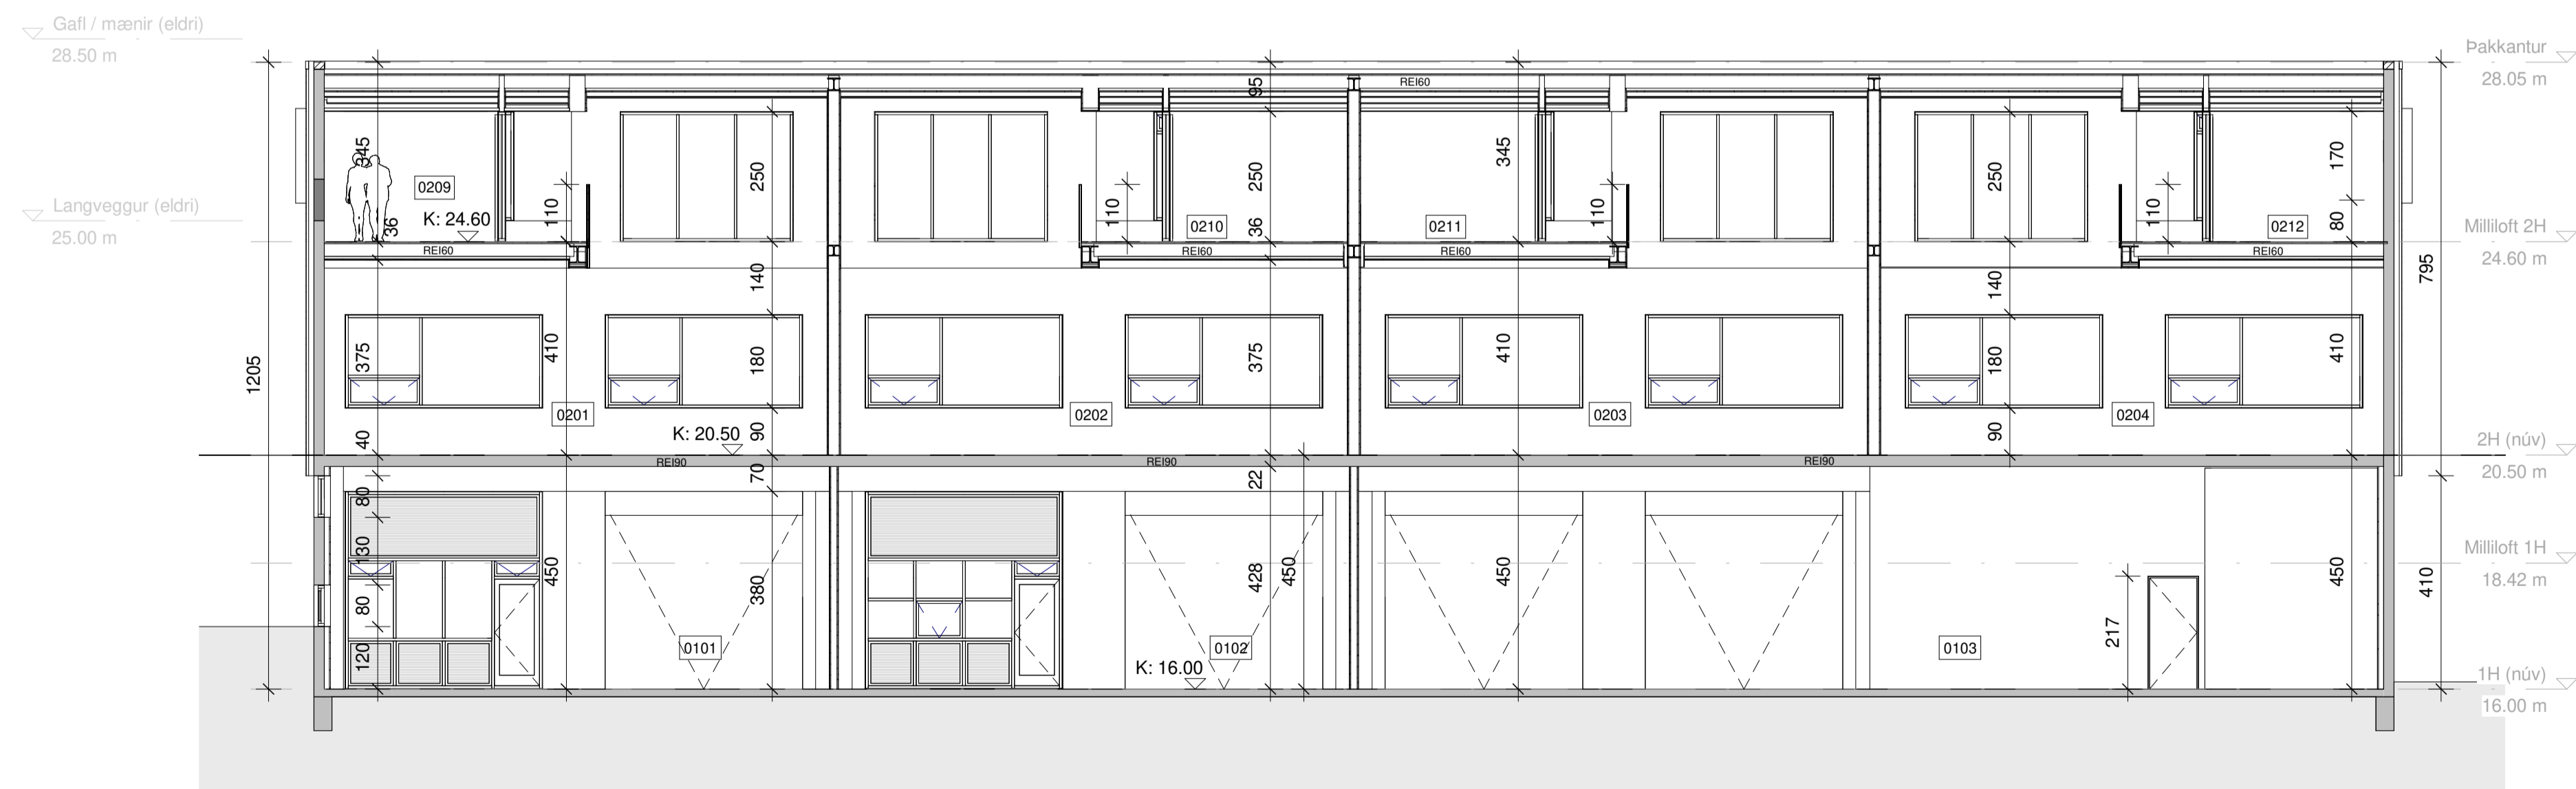 Gafl / mænir (eldri)
28.50 m
Langveggur (eldri)
25.00 m
Þakkantur
28.05 m
Milliloft 2H
24.60 m
2H (núv)
20.50 m
Milliloft 1H
18.42 m
1H (núv)
16.00 m
REI60
95
345
0209
36
K: 24.60
REI60
110
250
110
0210
250
36
REI60
345
0211
REI60
110
250
110
170
80
0212
REI60
1205
375
410
140
180
375
410
140
180
410
795
0201
0202
0203
0204
40
K: 20.50
90
90
REI90
REI90
REI90
70
22
80
130
80
120
450
380
0101
428
450
0102
K: 16.00
450
0103
217
450
410